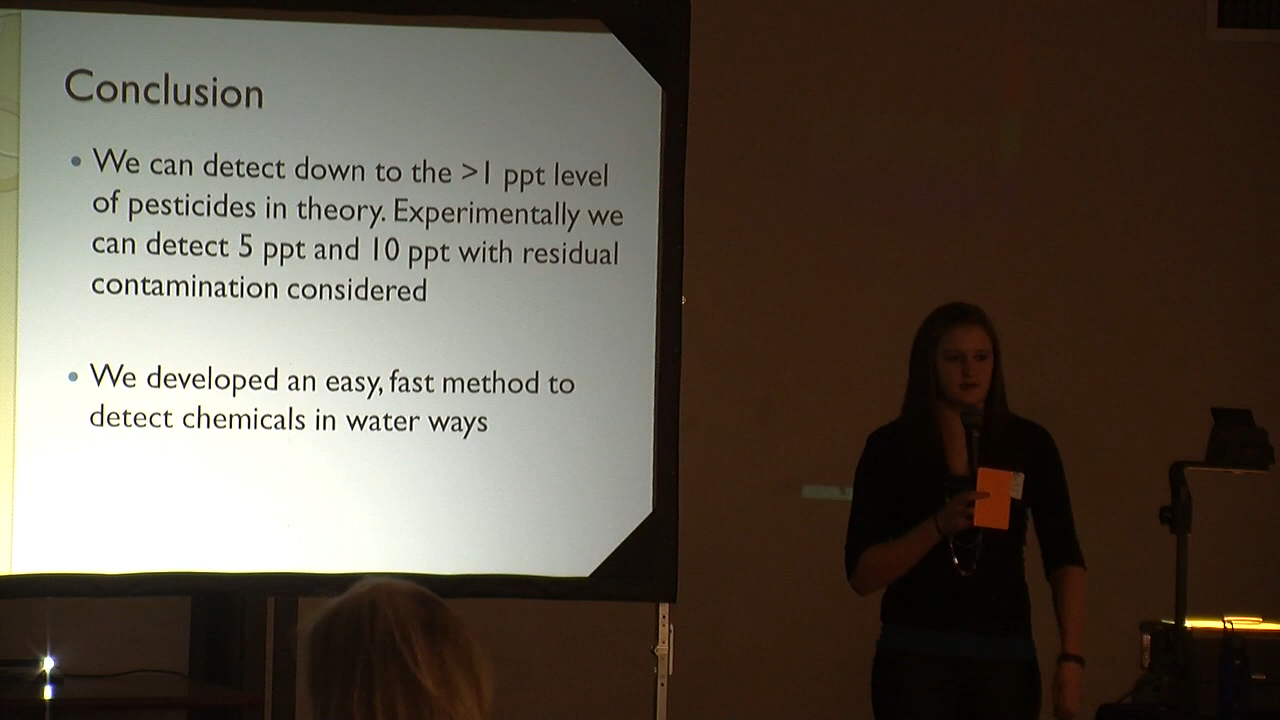 Conclusion
• We can detect down to the >1 ppt level
of pesticides in theory. Experimentally we
can detect 5 ppt and 10 ppt with residual
contamination considered
• We developed an easy, fast method to
detect chemicals in water ways